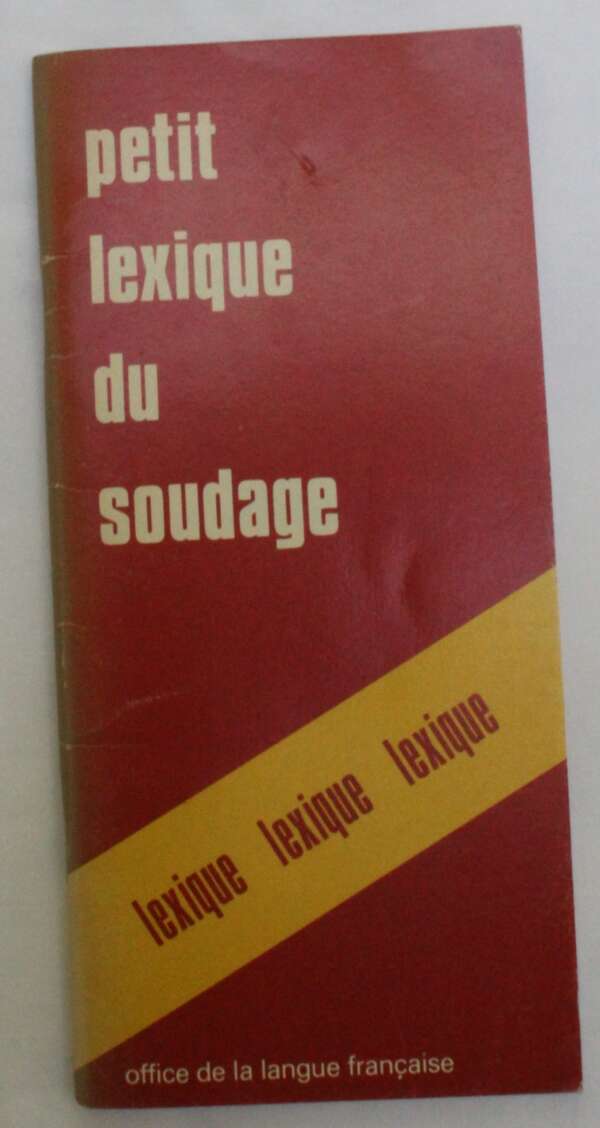 petit
lexique
du
soudage
lexique lexique lexique
office de la langue française